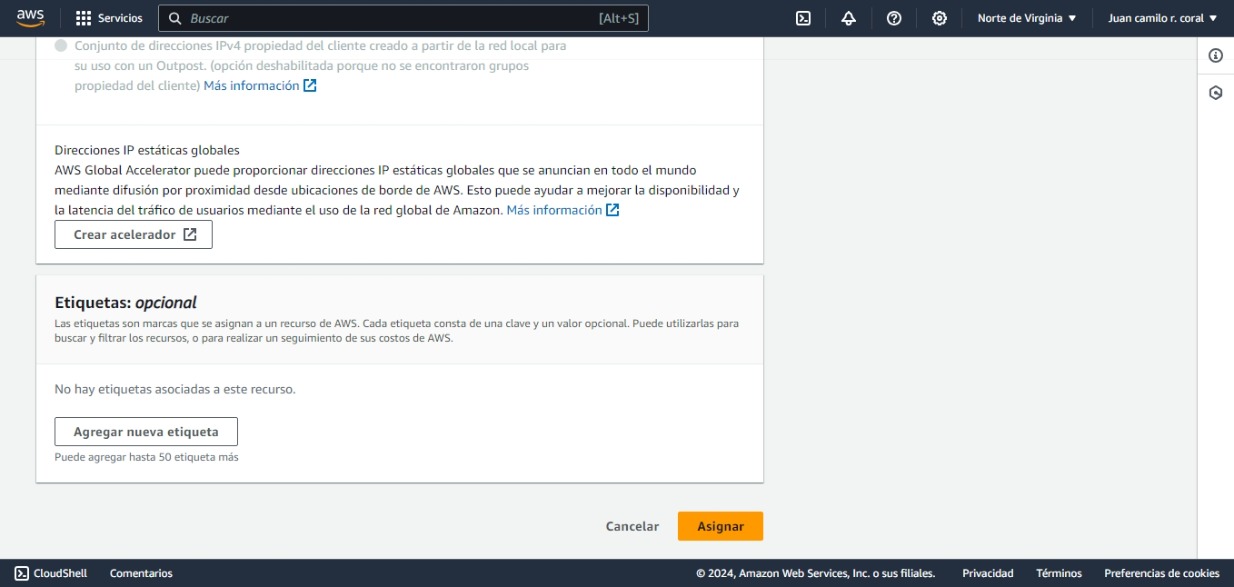 aws
Servicios
Buscar
[Alt+S]
Norte de Virginia
Juan camilo r. coral
Conjunto de direcciones IPv4 propiedad del cliente creado a partir de la red local para
su uso con un Outpost. (opción deshabilitada porque no se encontraron grupos
propiedad del cliente) Más información
Direcciones IP estáticas globales
AWS Global Accelerator puede proporcionar direcciones IP estáticas globales que se anuncian en todo el mundo
mediante difusión por proximidad desde ubicaciones de borde de AWS. Esto puede ayudar a mejorar la disponibilidad y
la latencia del tráfico de usuarios mediante el uso de la red global de Amazon. Más información
Crear acelerador
Etiquetas: opcional
Las etiquetas son marcas que se asignan a un recurso de AWS. Cada etiqueta consta de una clave y un valor opcional. Puede utilizarlas para
buscar y filtrar los recursos, o para realizar un seguimiento de sus costos de AWS.
No hay etiquetas asociadas a este recurso.
Agregar nueva etiqueta
Puede agregar hasta 50 etiqueta más
Cancelar
Asignar
CloudShell
Comentarios
© 2024, Amazon Web Services, Inc. o sus filiales.
Privacidad
Términos
Preferencias de cookies